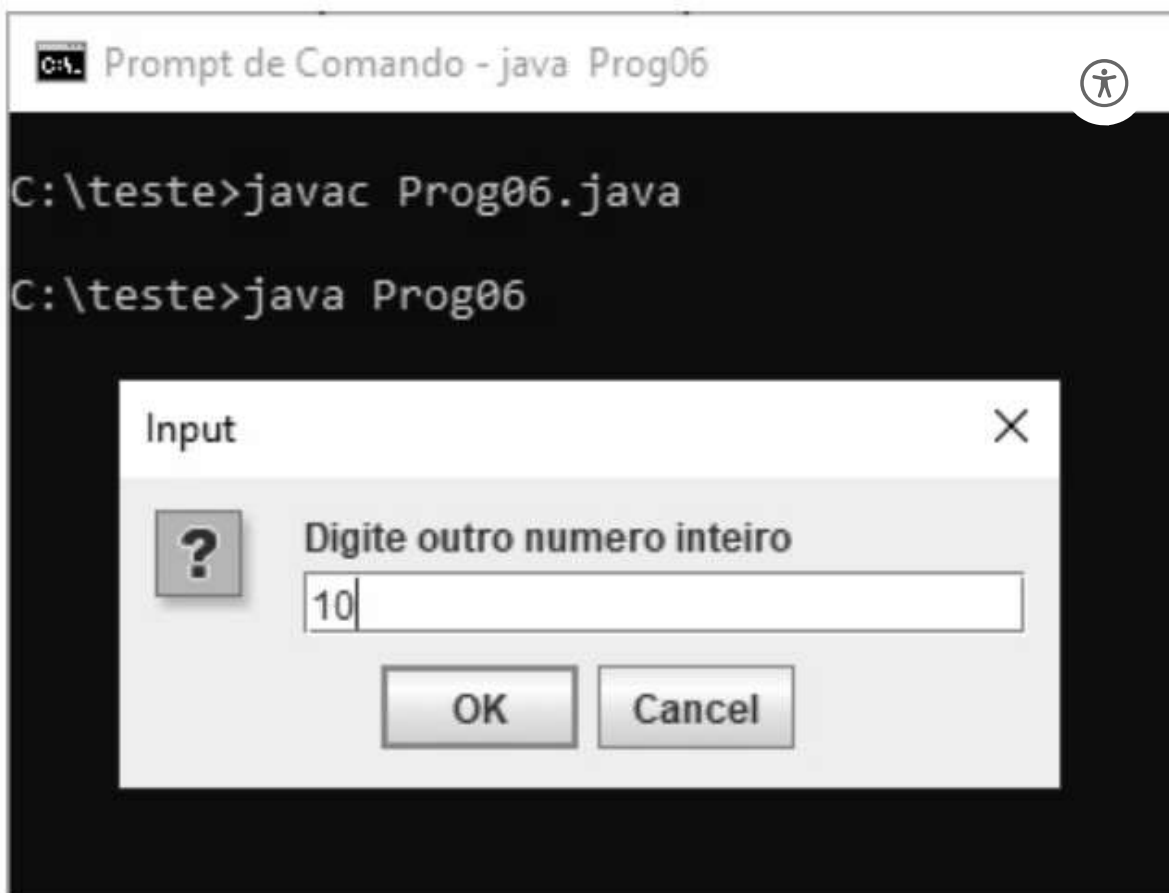 Prompt de Comando - java Prog06
C:\teste>javac Prog06.java
C:\teste>java Prog06
Input
? Digite outro numero inteiro
10
OK Cancel